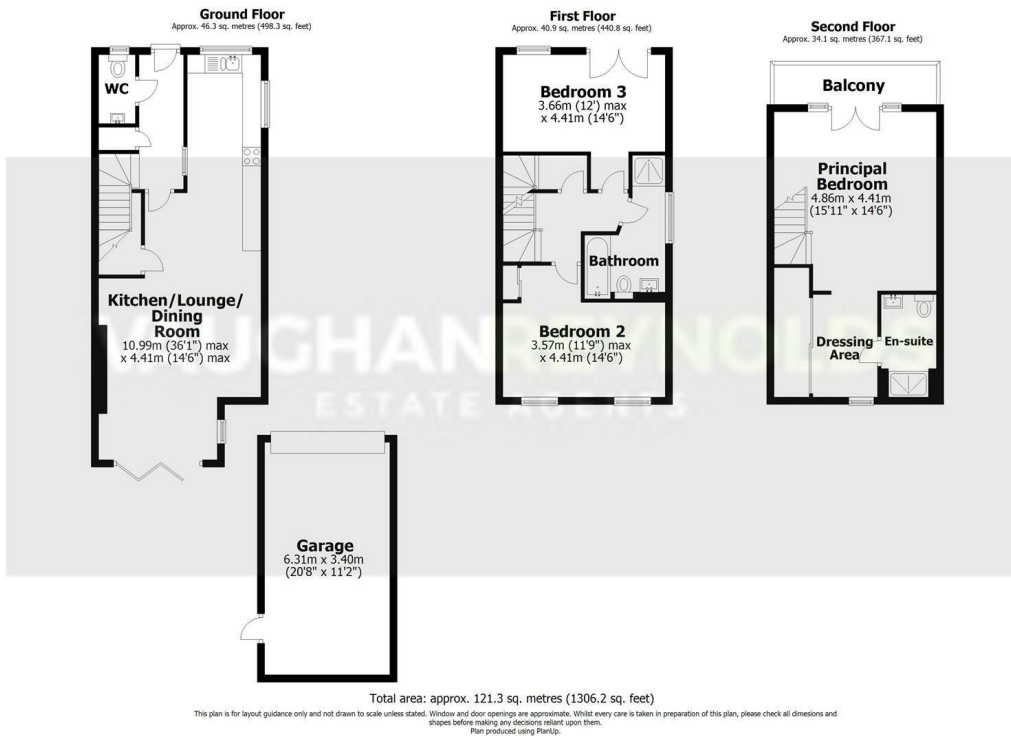 Ground Floor
Approx. 46.3 sq. metres (498.3 sq. feet)
WC
Kitchen/Lounge/
Dining
Room
10.99m (36'1") max
x 4.41m (14'6") max
Garage
6.31m x 3.40m
(20'8" x 11'2")
First Floor
Approx. 40.9 sq. metres (440.8 sq. feet)
Bedroom 3
3.66m (12') max
x 4.41m (14'6")
Bathroom
Bedroom 2
3.57m (11'9") max
x 4.41m (14'6")
Second Floor
Approx. 34.1 sq. metres (367.1 sq. feet)
Balcony
Principal
Bedroom
4.86m x 4.41m
(15'11" x 14'6")
Dressing
Area
En-suite
VAUGHANREYNOLDS
ESTATE AGENTS
Total area: approx. 121.3 sq. metres (1306.2 sq. feet)
This plan is for layout guidance only and not drawn to scale unless stated. Window and door openings are approximate. Whilst every care is taken in preparation of this plan, please check all dimesions and
shapes before making any decisions reliant upon them.
Plan produced using PlanUp.